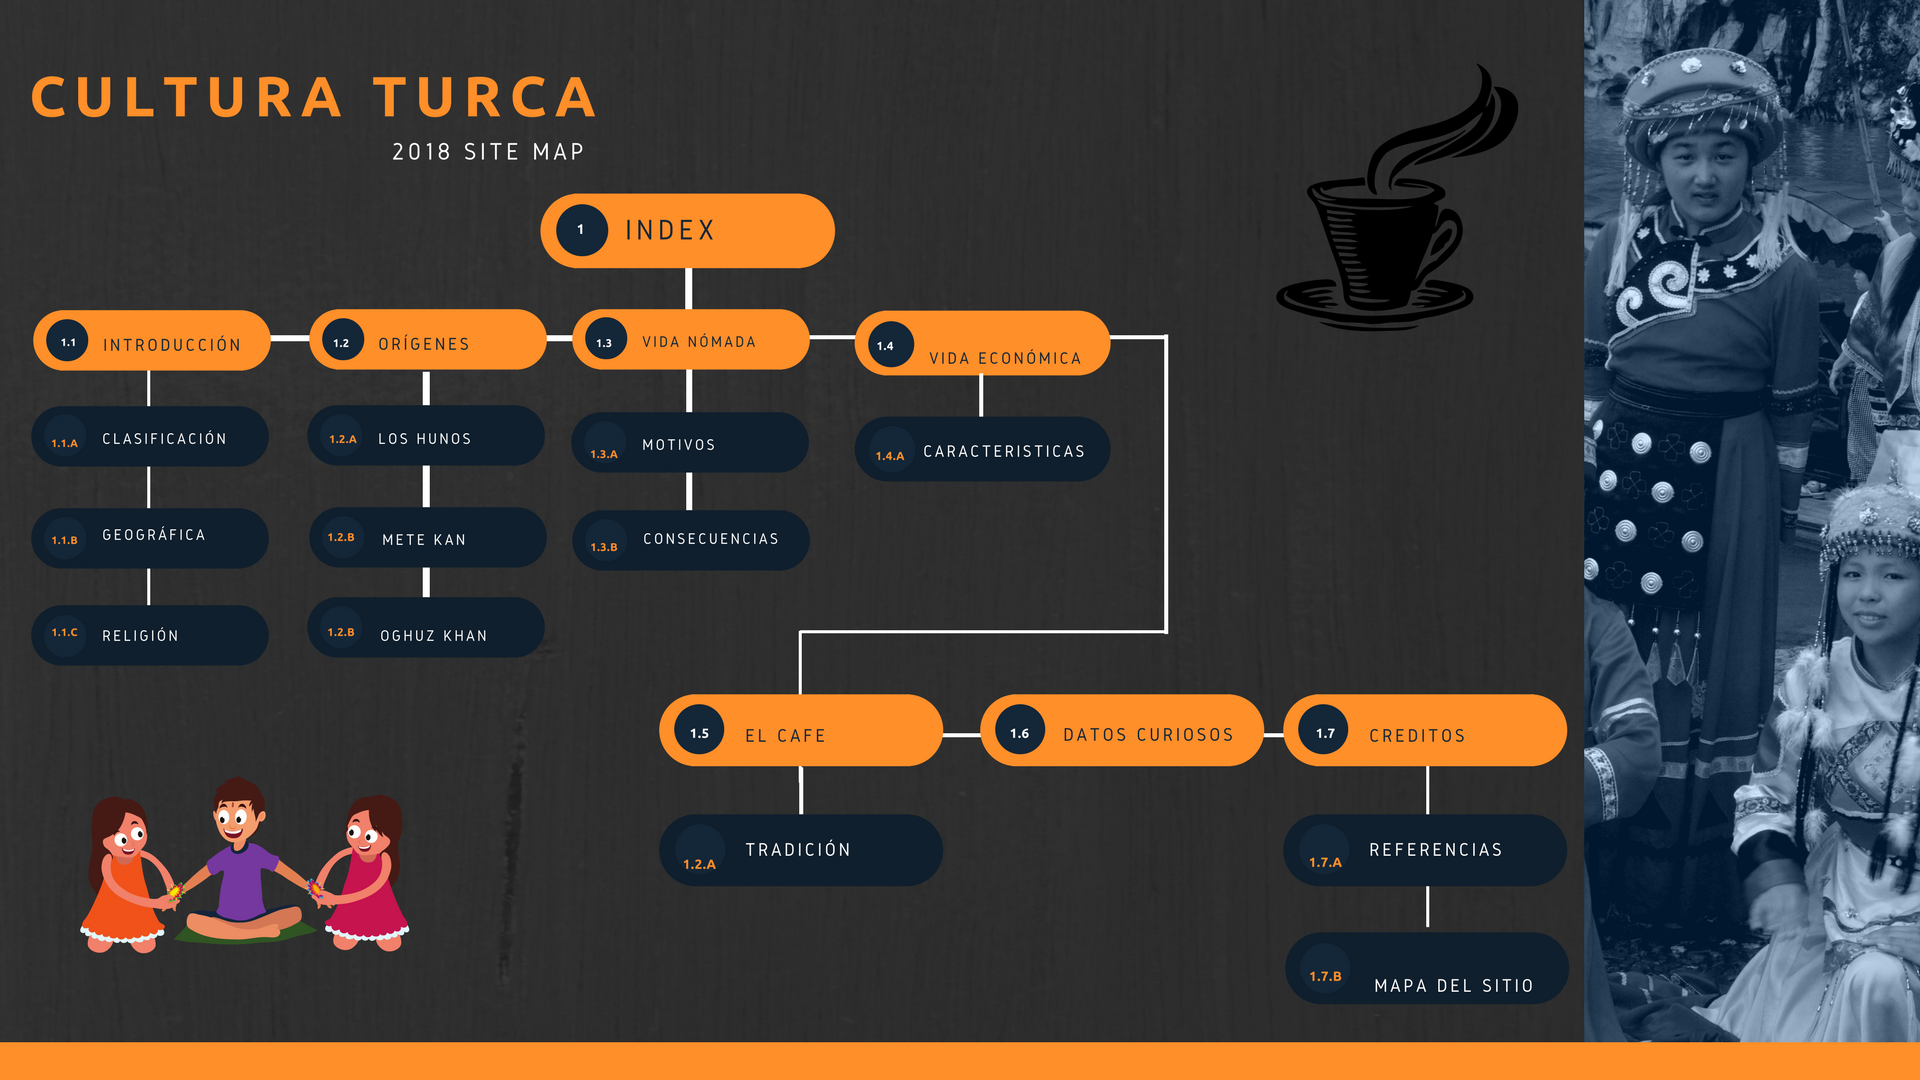 CULTURA TURCA
2018 SITE MAP
1 INDEX
1.1 INTRODUCCIÓN
1.2 ORÍGENES
1.3 VIDA NÓMADA
1.4 VIDA ECONÓMICA
1.1.A CLASIFICACIÓN
1.2.A LOS HUNOS
1.3.A MOTIVOS
1.4.A CARACTERISTICAS
1.1.B GEOGRÁFICA
1.2.B METE KAN
1.3.B CONSECUENCIAS
1.1.C RELIGIÓN
1.2.B OGHUZ KHAN
1.5 EL CAFE
1.6 DATOS CURIOSOS
1.7 CREDITOS
1.2.A TRADICIÓN
1.7.A REFERENCIAS
1.7.B MAPA DEL SITIO